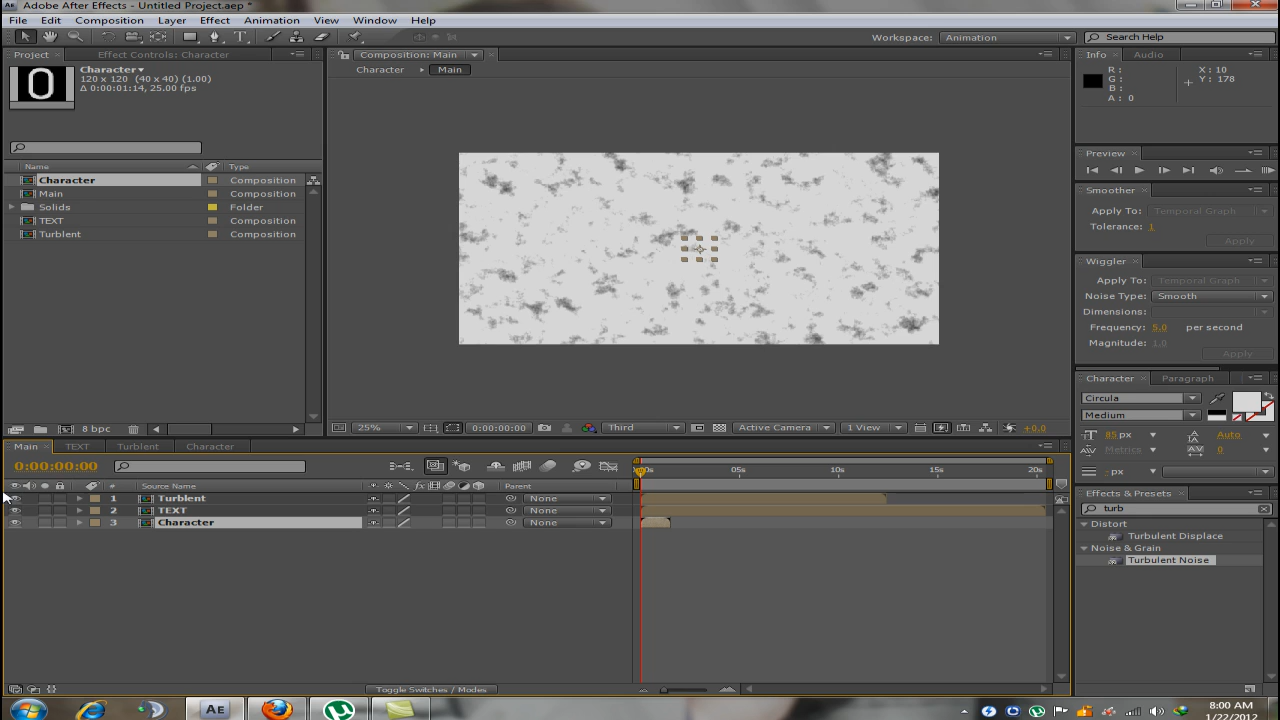 Adobe After Effects - Untitled Project.aep *
File Edit Composition Layer Effect Animation View Window Help
Workspace: Animation
Search Help
Project
Effect Controls: Character
Composition: Main
Info
Audio
Character
120 x 120 (40 x 40) (1.00)
Δ 0:00:01:14, 25.00 fps
0
Character
Main
R :
G :
B :
A : 0
X : 10
Y : 178
Preview
Name
Type
Character
Composition
Main
Composition
Solids
Folder
TEXT
Composition
Turblent
Composition
Smoother
Apply To: Temporal Graph
Tolerance: 1
Apply
Wiggler
Apply To: Temporal Graph
Noise Type: Smooth
Dimensions:
Frequency: 5.0 per second
Magnitude: 1.0
Apply
Character
Paragraph
Circula
Medium
85 px
Auto
Metrics
0
- px
8 bpc
25%
0:00:00:00
Third
Active Camera
1 View
+0.0
Main
TEXT
Turblent
Character
0:00:00:00
00s 05s 10s 15s 20s
# Source Name
fx
Parent
1 Turblent None
2 TEXT None
3 Character None
Effects & Presets
turb
Distort
Turbulent Displace
Noise & Grain
Turbulent Noise
Toggle Switches / Modes
AE
8:00 AM
1/22/2012